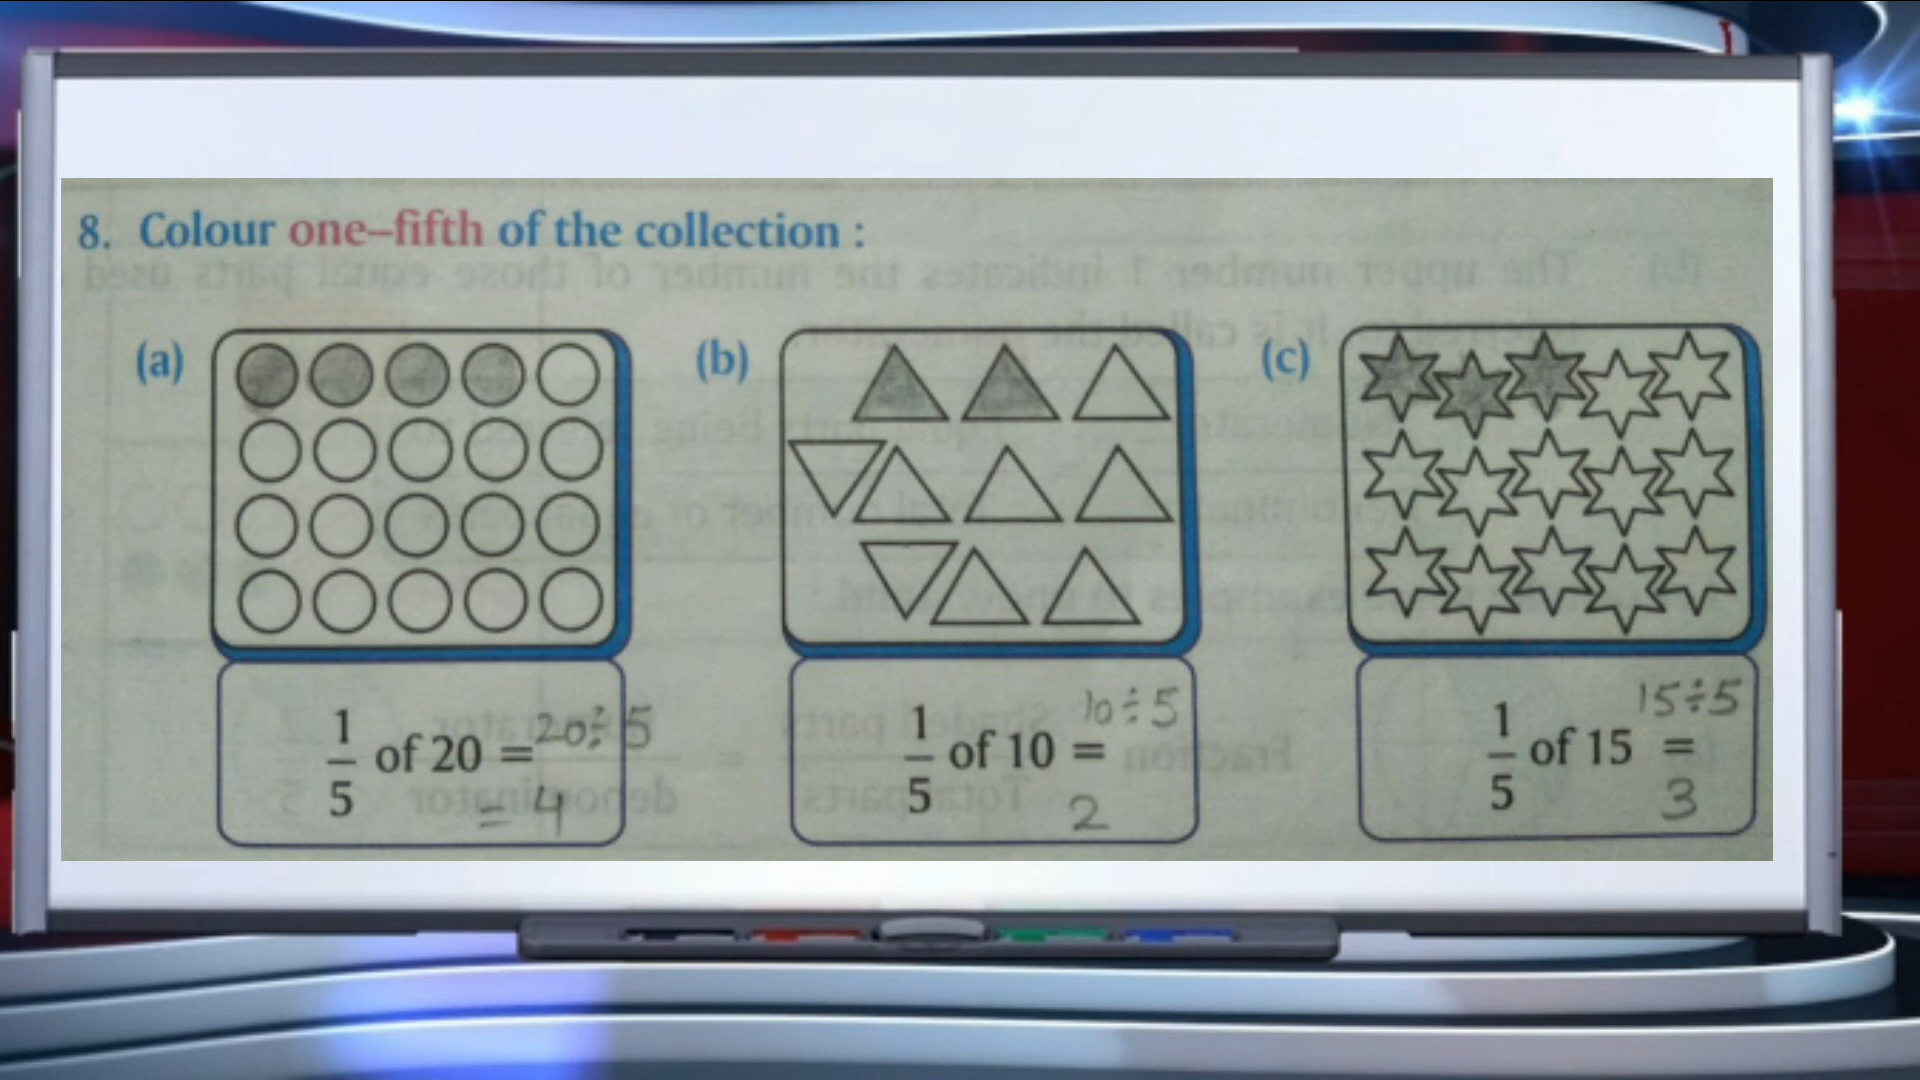 8. Colour one–fifth of the collection :
(a) (b) (c)
1/5 of 20 = 20÷5
= 4
1/5 of 10 = 10÷5
2
1/5 of 15 = 15÷5
3